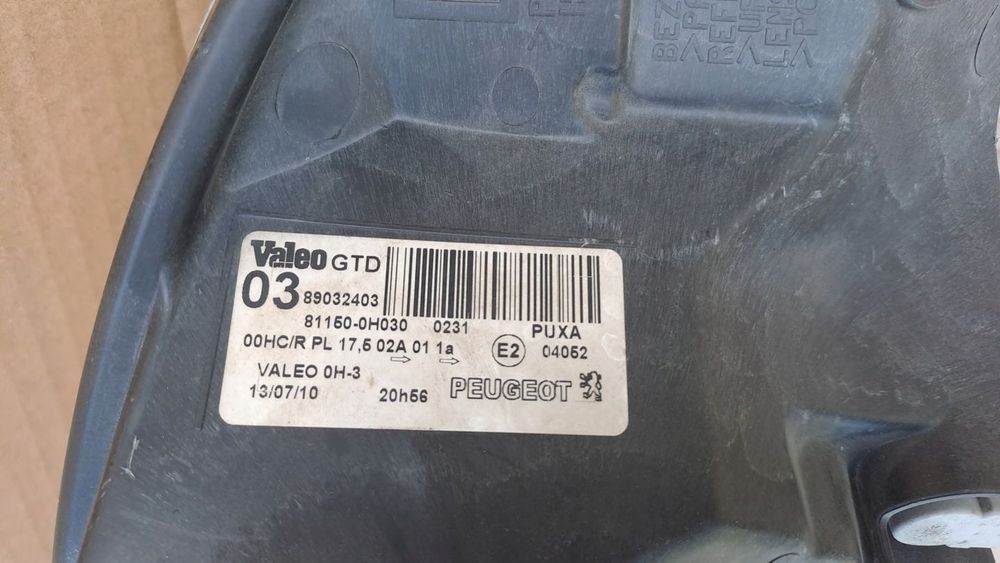 Valeo GTD
03 89032403
81150-0H030 0231 PUXA
00HC/R PL 17,5 02A 01 1a E2 04052
VALEO 0H-3
13/07/10 20h56 PEUGEOT